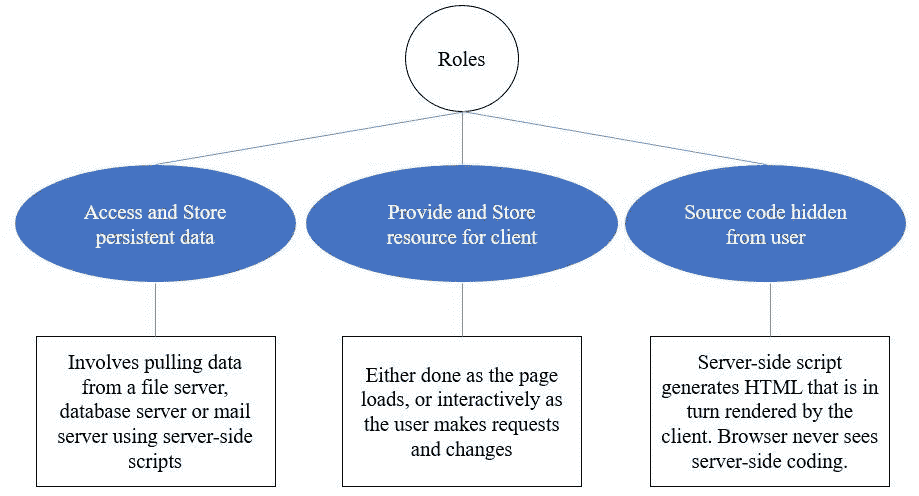 Roles
Access and Store
persistent data
Provide and Store
resource for client
Source code hidden
from user
Involves pulling data
from a file server,
database server or mail
server using server-side
scripts
Either done as the page
loads, or interactively as
the user makes requests
and changes
Server-side script
generates HTML that is in
turn rendered by the
client. Browser never sees
server-side coding.